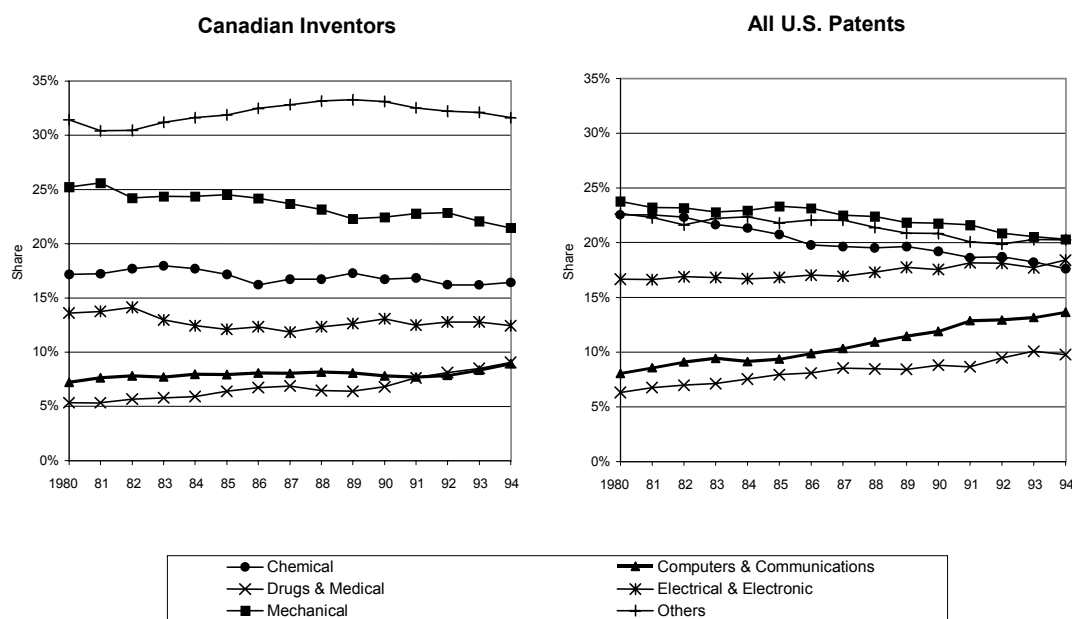 Canadian Inventors
All U.S. Patents
35%
30%
25%
20%
15%
10%
5%
0%
Share
1980 81 82 83 84 85 86 87 88 89 90 91 92 93 94
35%
30%
25%
20%
15%
10%
5%
0%
Share
1980 81 82 83 84 85 86 87 88 89 90 91 92 93 94
Chemical
Computers & Communications
Drugs & Medical
Electrical & Electronic
Mechanical
Others